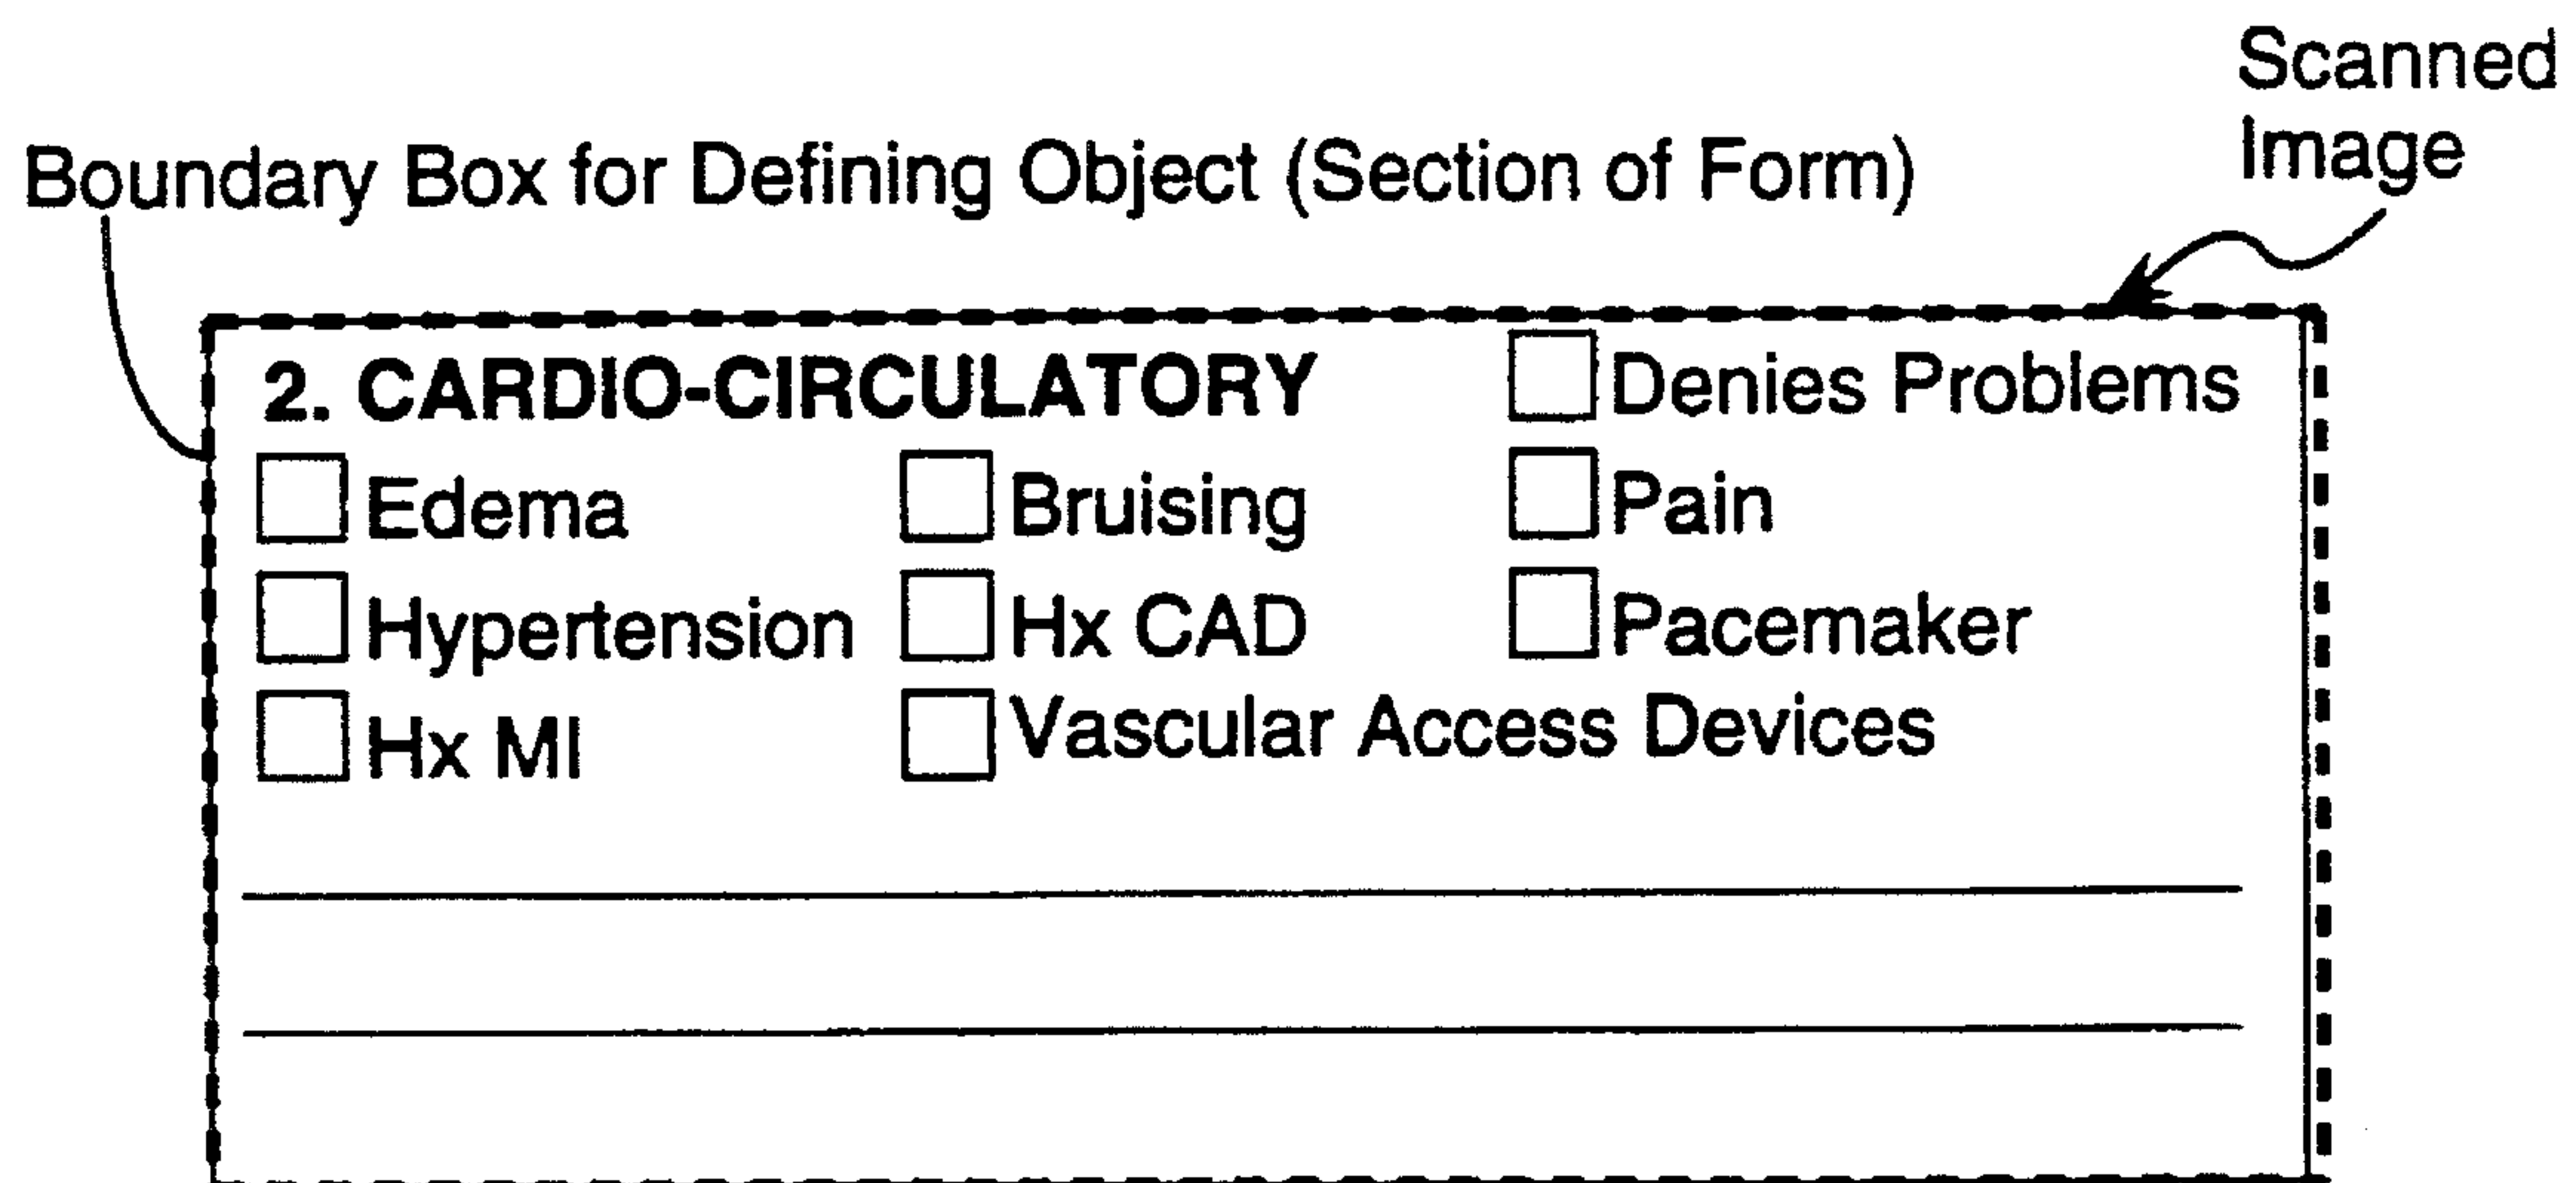 Scanned
Image
Boundary Box for Defining Object (Section of Form)
2. CARDIO-CIRCULATORY Denies Problems
Edema Bruising Pain
Hypertension Hx CAD Pacemaker
Hx MI Vascular Access Devices